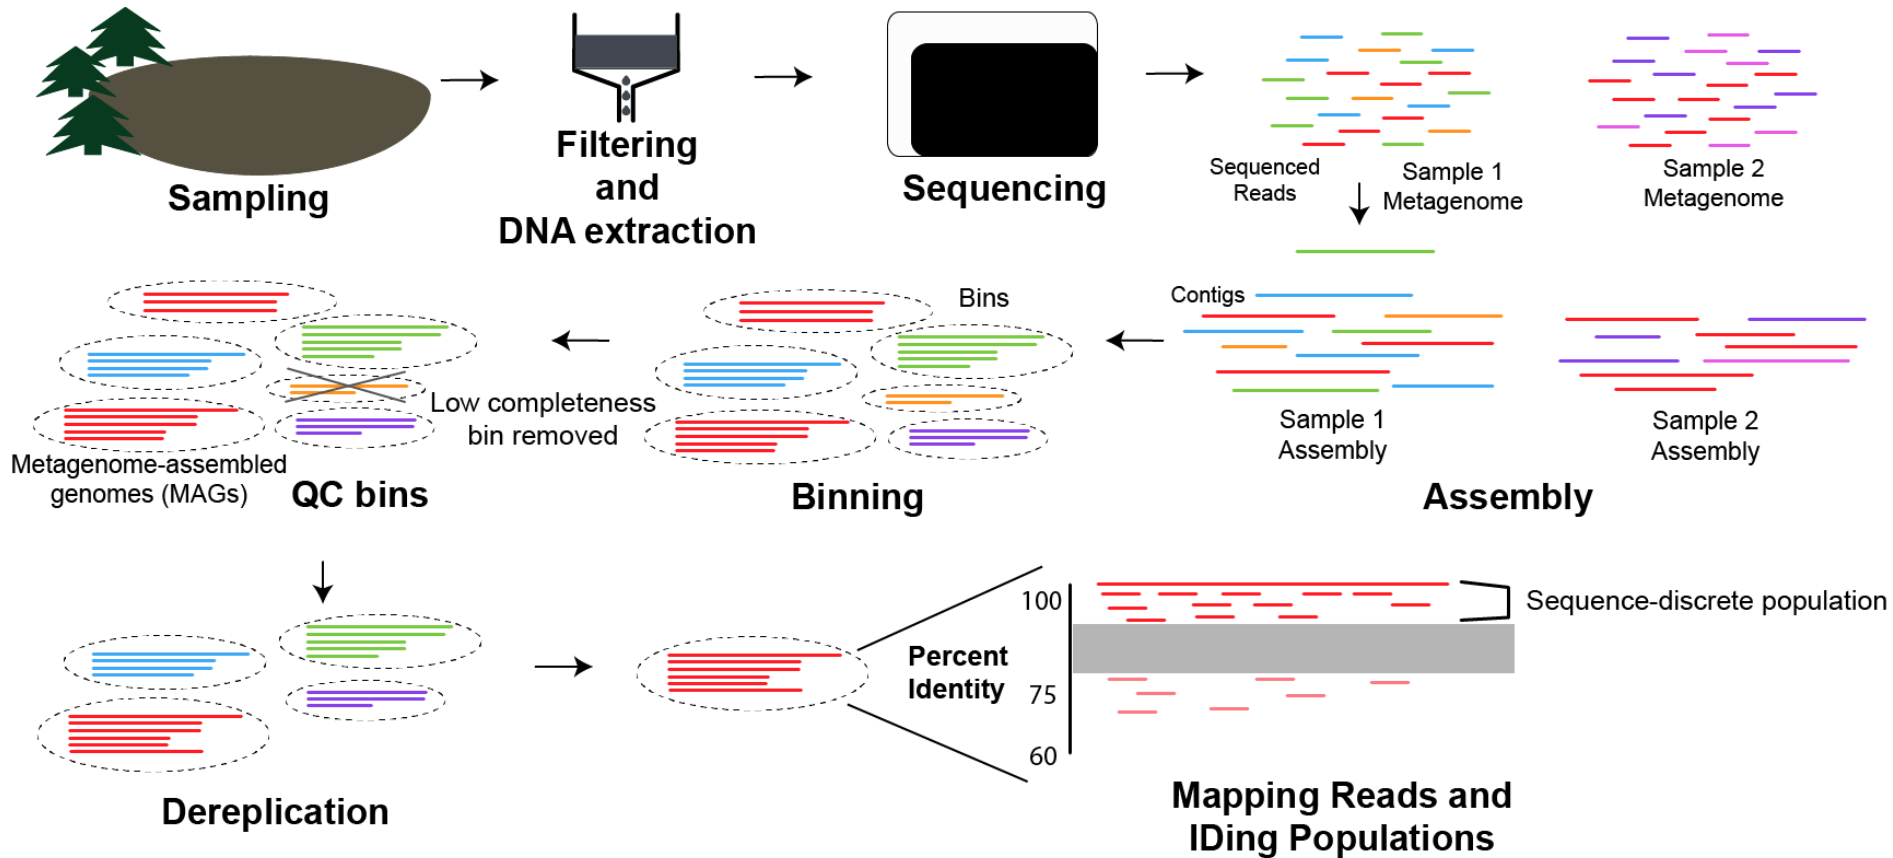 Sampling
Filtering
and
DNA extraction
Sequencing
Sequenced
Reads
Sample 1
Metagenome
Sample 2
Metagenome
Contigs
Sample 1
Assembly
Sample 2
Assembly
Assembly
Bins
Binning
Low completeness
bin removed
Metagenome-assembled
genomes (MAGs)
QC bins
Dereplication
Percent
Identity
100
75
60
Sequence-discrete population
Mapping Reads and
IDing Populations